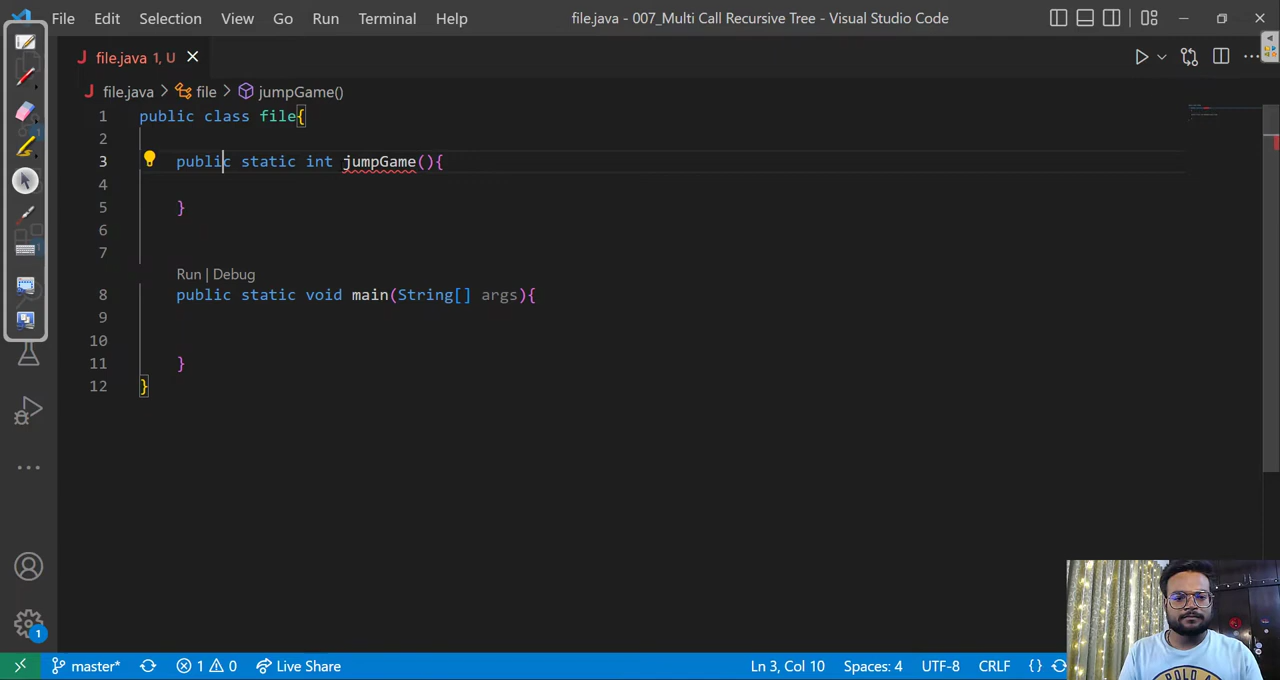 File Edit Selection View Go Run Terminal Help file.java - 007_Multi Call Recursive Tree - Visual Studio Code
file.java 1, U
file.java > file > jumpGame()
1 public class file{
2
3 public static int jumpGame(){
4
5 }
6
7
Run | Debug
8 public static void main(String[] args){
9
10
11 }
12 }
1
master* 1 0 Live Share Ln 3, Col 10 Spaces: 4 UTF-8 CRLF { }